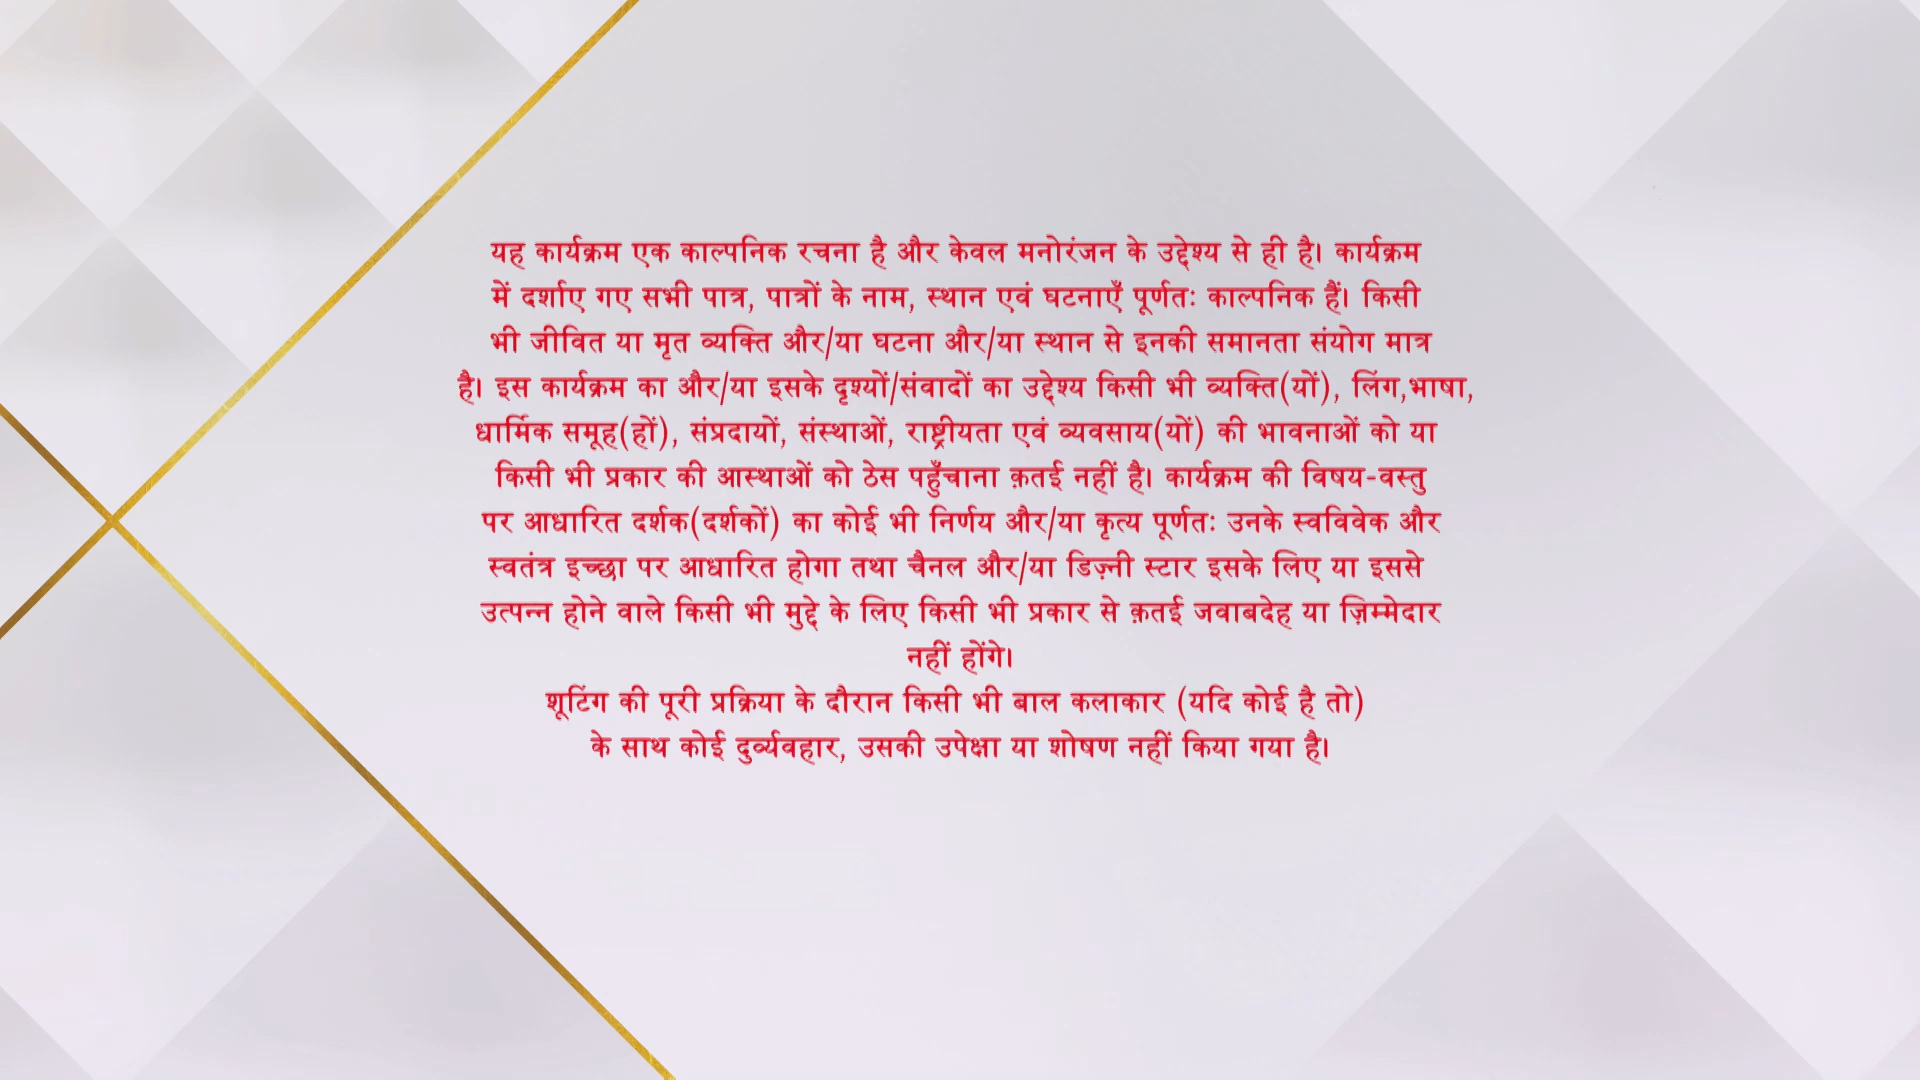 यह कार्यक्रम एक काल्पनिक रचना है और केवल मनोरंजन के उद्देश्य से ही है। कार्यक्रम
में दर्शाए गए सभी पात्र, पात्रों के नाम, स्थान एवं घटनाएँ पूर्णतः काल्पनिक हैं। किसी
भी जीवित या मृत व्यक्ति और/या घटना और/या स्थान से इनकी समानता संयोग मात्र
है। इस कार्यक्रम का और/या इसके दृश्यों/संवादों का उद्देश्य किसी भी व्यक्ति(यों), लिंग,भाषा,
धार्मिक समूह(हों), संप्रदायों, संस्थाओं, राष्ट्रीयता एवं व्यवसाय(यों) की भावनाओं को या
किसी भी प्रकार की आस्थाओं को ठेस पहुँचाना क़तई नहीं है। कार्यक्रम की विषय-वस्तु
पर आधारित दर्शक(दर्शकों) का कोई भी निर्णय और/या कृत्य पूर्णतः उनके स्वविवेक और
स्वतंत्र इच्छा पर आधारित होगा तथा चैनल और/या डिज़्नी स्टार इसके लिए या इससे
उत्पन्न होने वाले किसी भी मुद्दे के लिए किसी भी प्रकार से क़तई जवाबदेह या ज़िम्मेदार
नहीं होंगे।
शूटिंग की पूरी प्रक्रिया के दौरान किसी भी बाल कलाकार (यदि कोई है तो)
के साथ कोई दुर्व्यवहार, उसकी उपेक्षा या शोषण नहीं किया गया है।